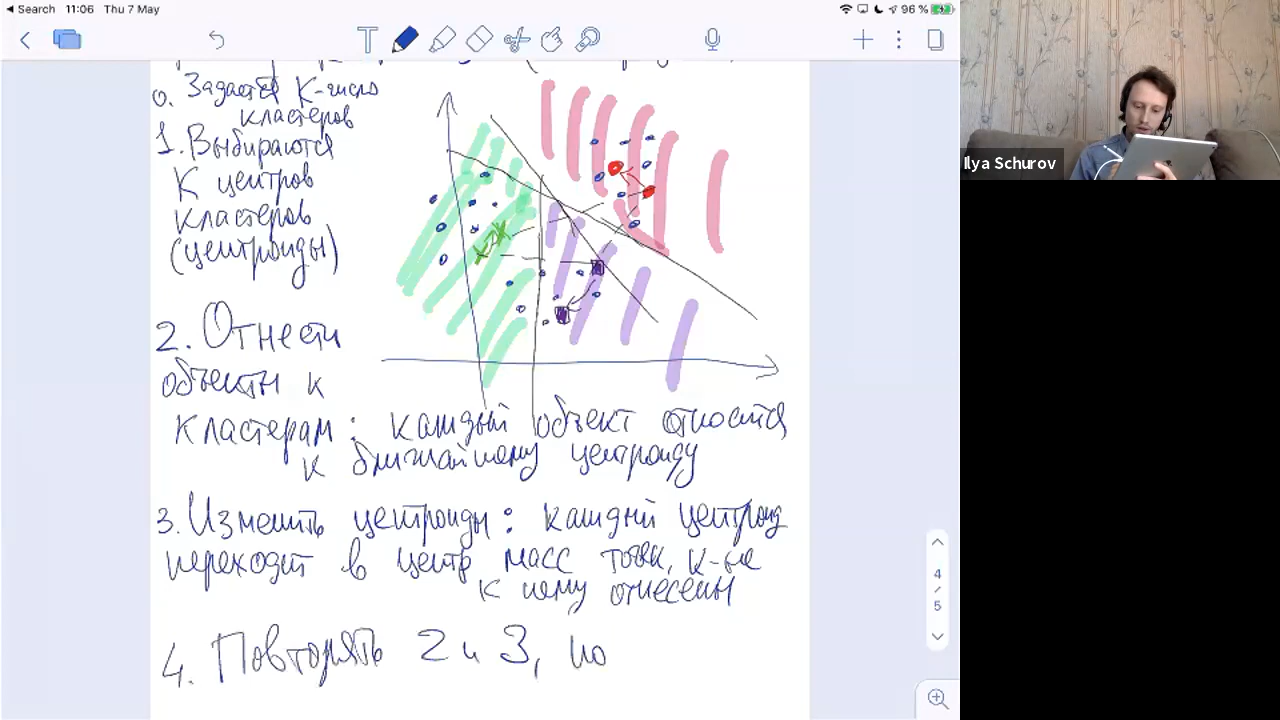 Search 11:06 Thu 7 May 96 %
0. Задаётся K-число
кластеров
1. Выбираются
K центров
кластеров
(центроиды)
2. Отнести
объекты к
кластерам: каждый объект относится
к ближайшему центроиду
3. Изменить центроиды: каждый центроид
переходит в центр масс точек, к-ые
к нему отнесены
4. Повторять 2 и 3, по
4
/
5
Ilya Schurov